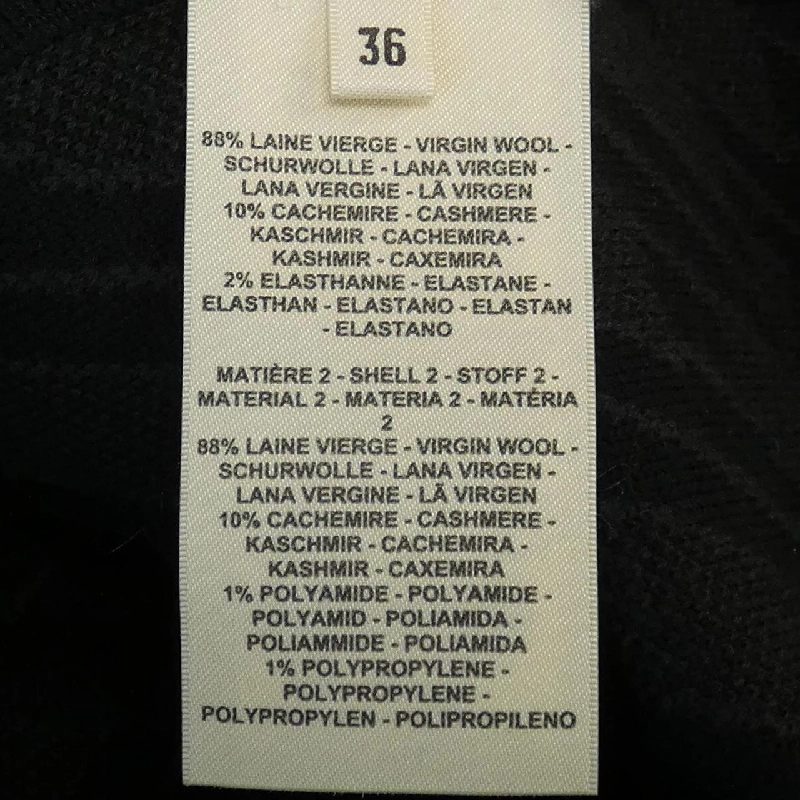 36
88% LAINE VIERGE - VIRGIN WOOL -
SCHURWOLLE - LANA VIRGEN -
LANA VERGINE - LÃ VIRGEN
10% CACHEMIRE - CASHMERE -
KASCHMIR - CACHEMIRA -
KASHMIR - CAXEMIRA
2% ELASTHANNE - ELASTANE -
ELASTHAN - ELASTANO - ELASTAN
- ELASTANO
MATIÈRE 2 - SHELL 2 - STOFF 2 -
MATERIAL 2 - MATERIA 2 - MATÉRIA
2
88% LAINE VIERGE - VIRGIN WOOL -
SCHURWOLLE - LANA VIRGEN -
LANA VERGINE - LÃ VIRGEN
10% CACHEMIRE - CASHMERE -
KASCHMIR - CACHEMIRA -
KASHMIR - CAXEMIRA
1% POLYAMIDE - POLYAMIDE -
POLYAMID - POLIAMIDA -
POLIAMMIDE - POLIAMIDA
1% POLYPROPYLENE -
POLYPROPYLENE -
POLYPROPYLEN - POLIPROPILENO